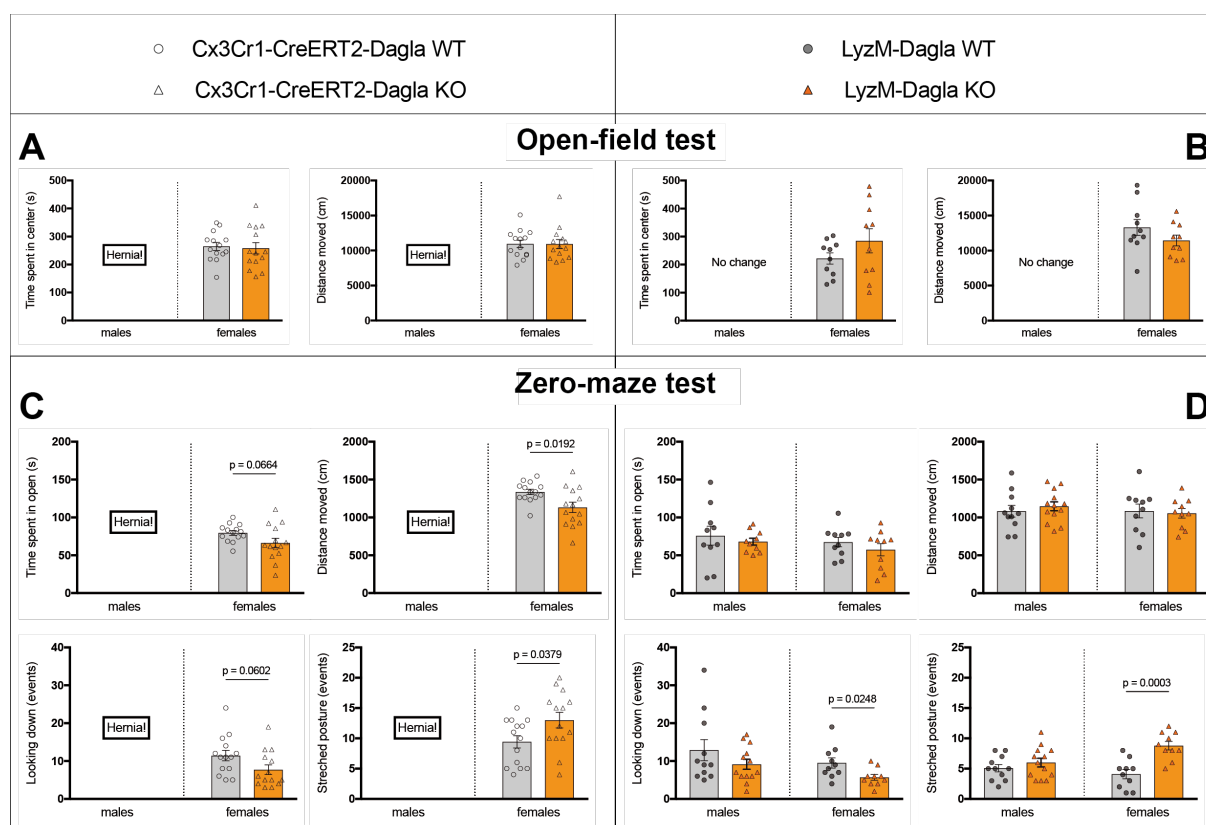 Cx3Cr1-CreERT2-Dagla WT
Cx3Cr1-CreERT2-Dagla KO
LyzM-Dagla WT
LyzM-Dagla KO
Open-field test
A
B
Time spent in center (s)
500
400
300
200
100
0
Hernia!
males
females
Distance moved (cm)
20000
15000
10000
5000
0
Hernia!
males
females
Time spent in center (s)
500
400
300
200
100
0
No change
males
females
Distance moved (cm)
20000
15000
10000
5000
0
No change
males
females
Zero-maze test
C
D
Time spent in open (s)
200
150
100
50
0
Hernia!
p = 0.0664
males
females
Distance moved (cm)
2000
1500
1000
500
0
Hernia!
p = 0.0192
males
females
Time spent in open (s)
200
150
100
50
0
males
females
Distance moved (cm)
2000
1500
1000
500
0
males
females
Looking down (events)
40
30
20
10
0
Hernia!
p = 0.0602
males
females
Streched posture (events)
25
20
15
10
5
0
Hernia!
p = 0.0379
males
females
Looking down (events)
40
30
20
10
0
p = 0.0248
males
females
Streched posture (events)
25
20
15
10
5
0
p = 0.0003
males
females